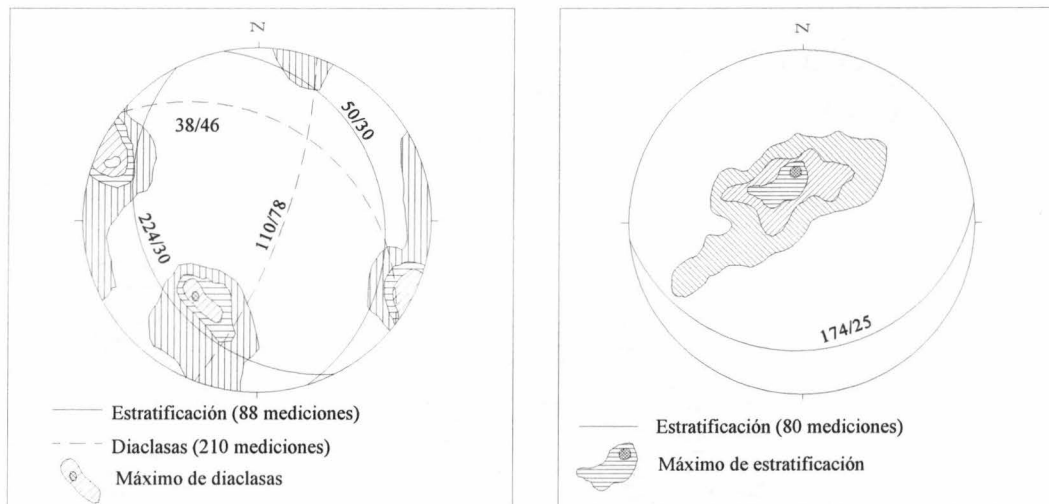 N
38/46
50/30
224/30
110/78
Estratificación (88 mediciones)
Diaclasas (210 mediciones)
Máximo de diaclasas
N
174/25
Estratificación (80 mediciones)
Máximo de estratificación